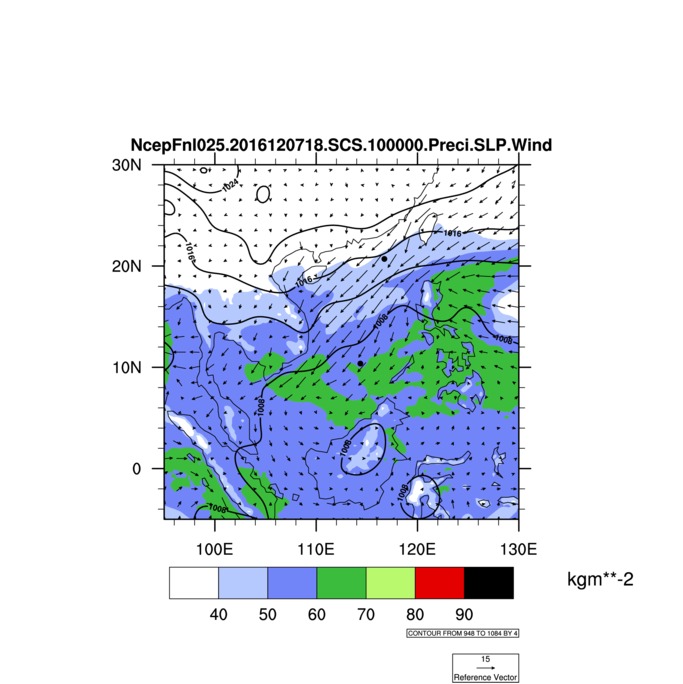 NcepFnl025.2016120718.SCS.100000.Preci.SLP.Wind
30N
1024
1016
1016
20N
1016
1008
1008
10N
1008
1008
0
1008
1008
100E 110E 120E 130E
40 50 60 70 80 90
kgm**-2
CONTOUR FROM 948 TO 1084 BY 4
15
Reference Vector